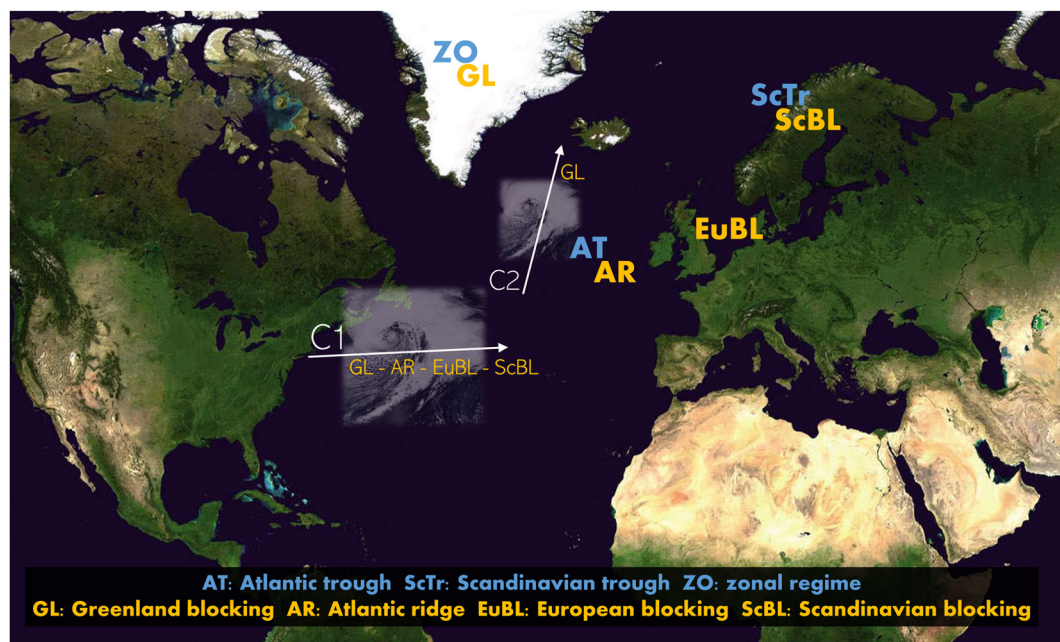 ZO
GL
ScTr
ScBL
GL
EuBL
AT
AR
C2
C1
GL - AR - EuBL - ScBL
AT: Atlantic trough ScTr: Scandinavian trough ZO: zonal regime
GL: Greenland blocking AR: Atlantic ridge EuBL: European blocking ScBL: Scandinavian blocking